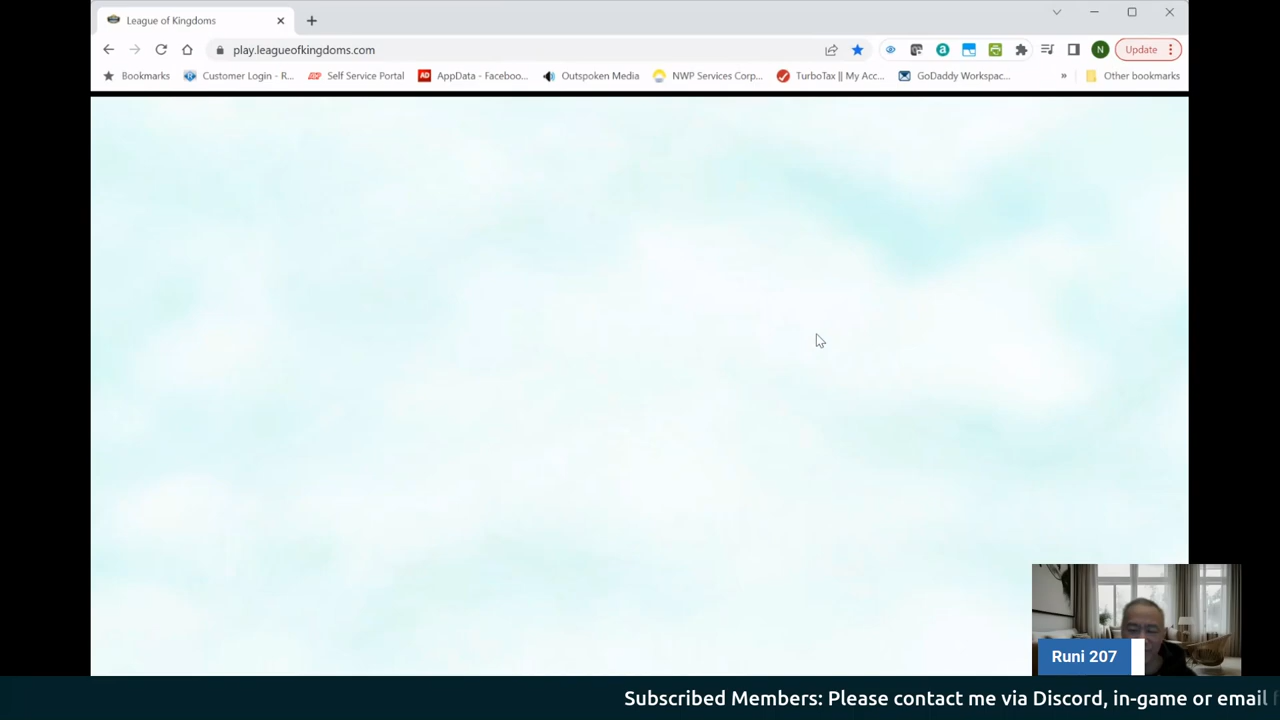 League of Kingdoms
play.leagueofkingdoms.com
N
Update
Bookmarks
Customer Login - R...
Self Service Portal
AppData - Faceboo...
Outspoken Media
NWP Services Corp...
TurboTax || My Acc...
GoDaddy Workspac...
»
Other bookmarks
Runi 207
Subscribed Members: Please contact me via Discord, in-game or email